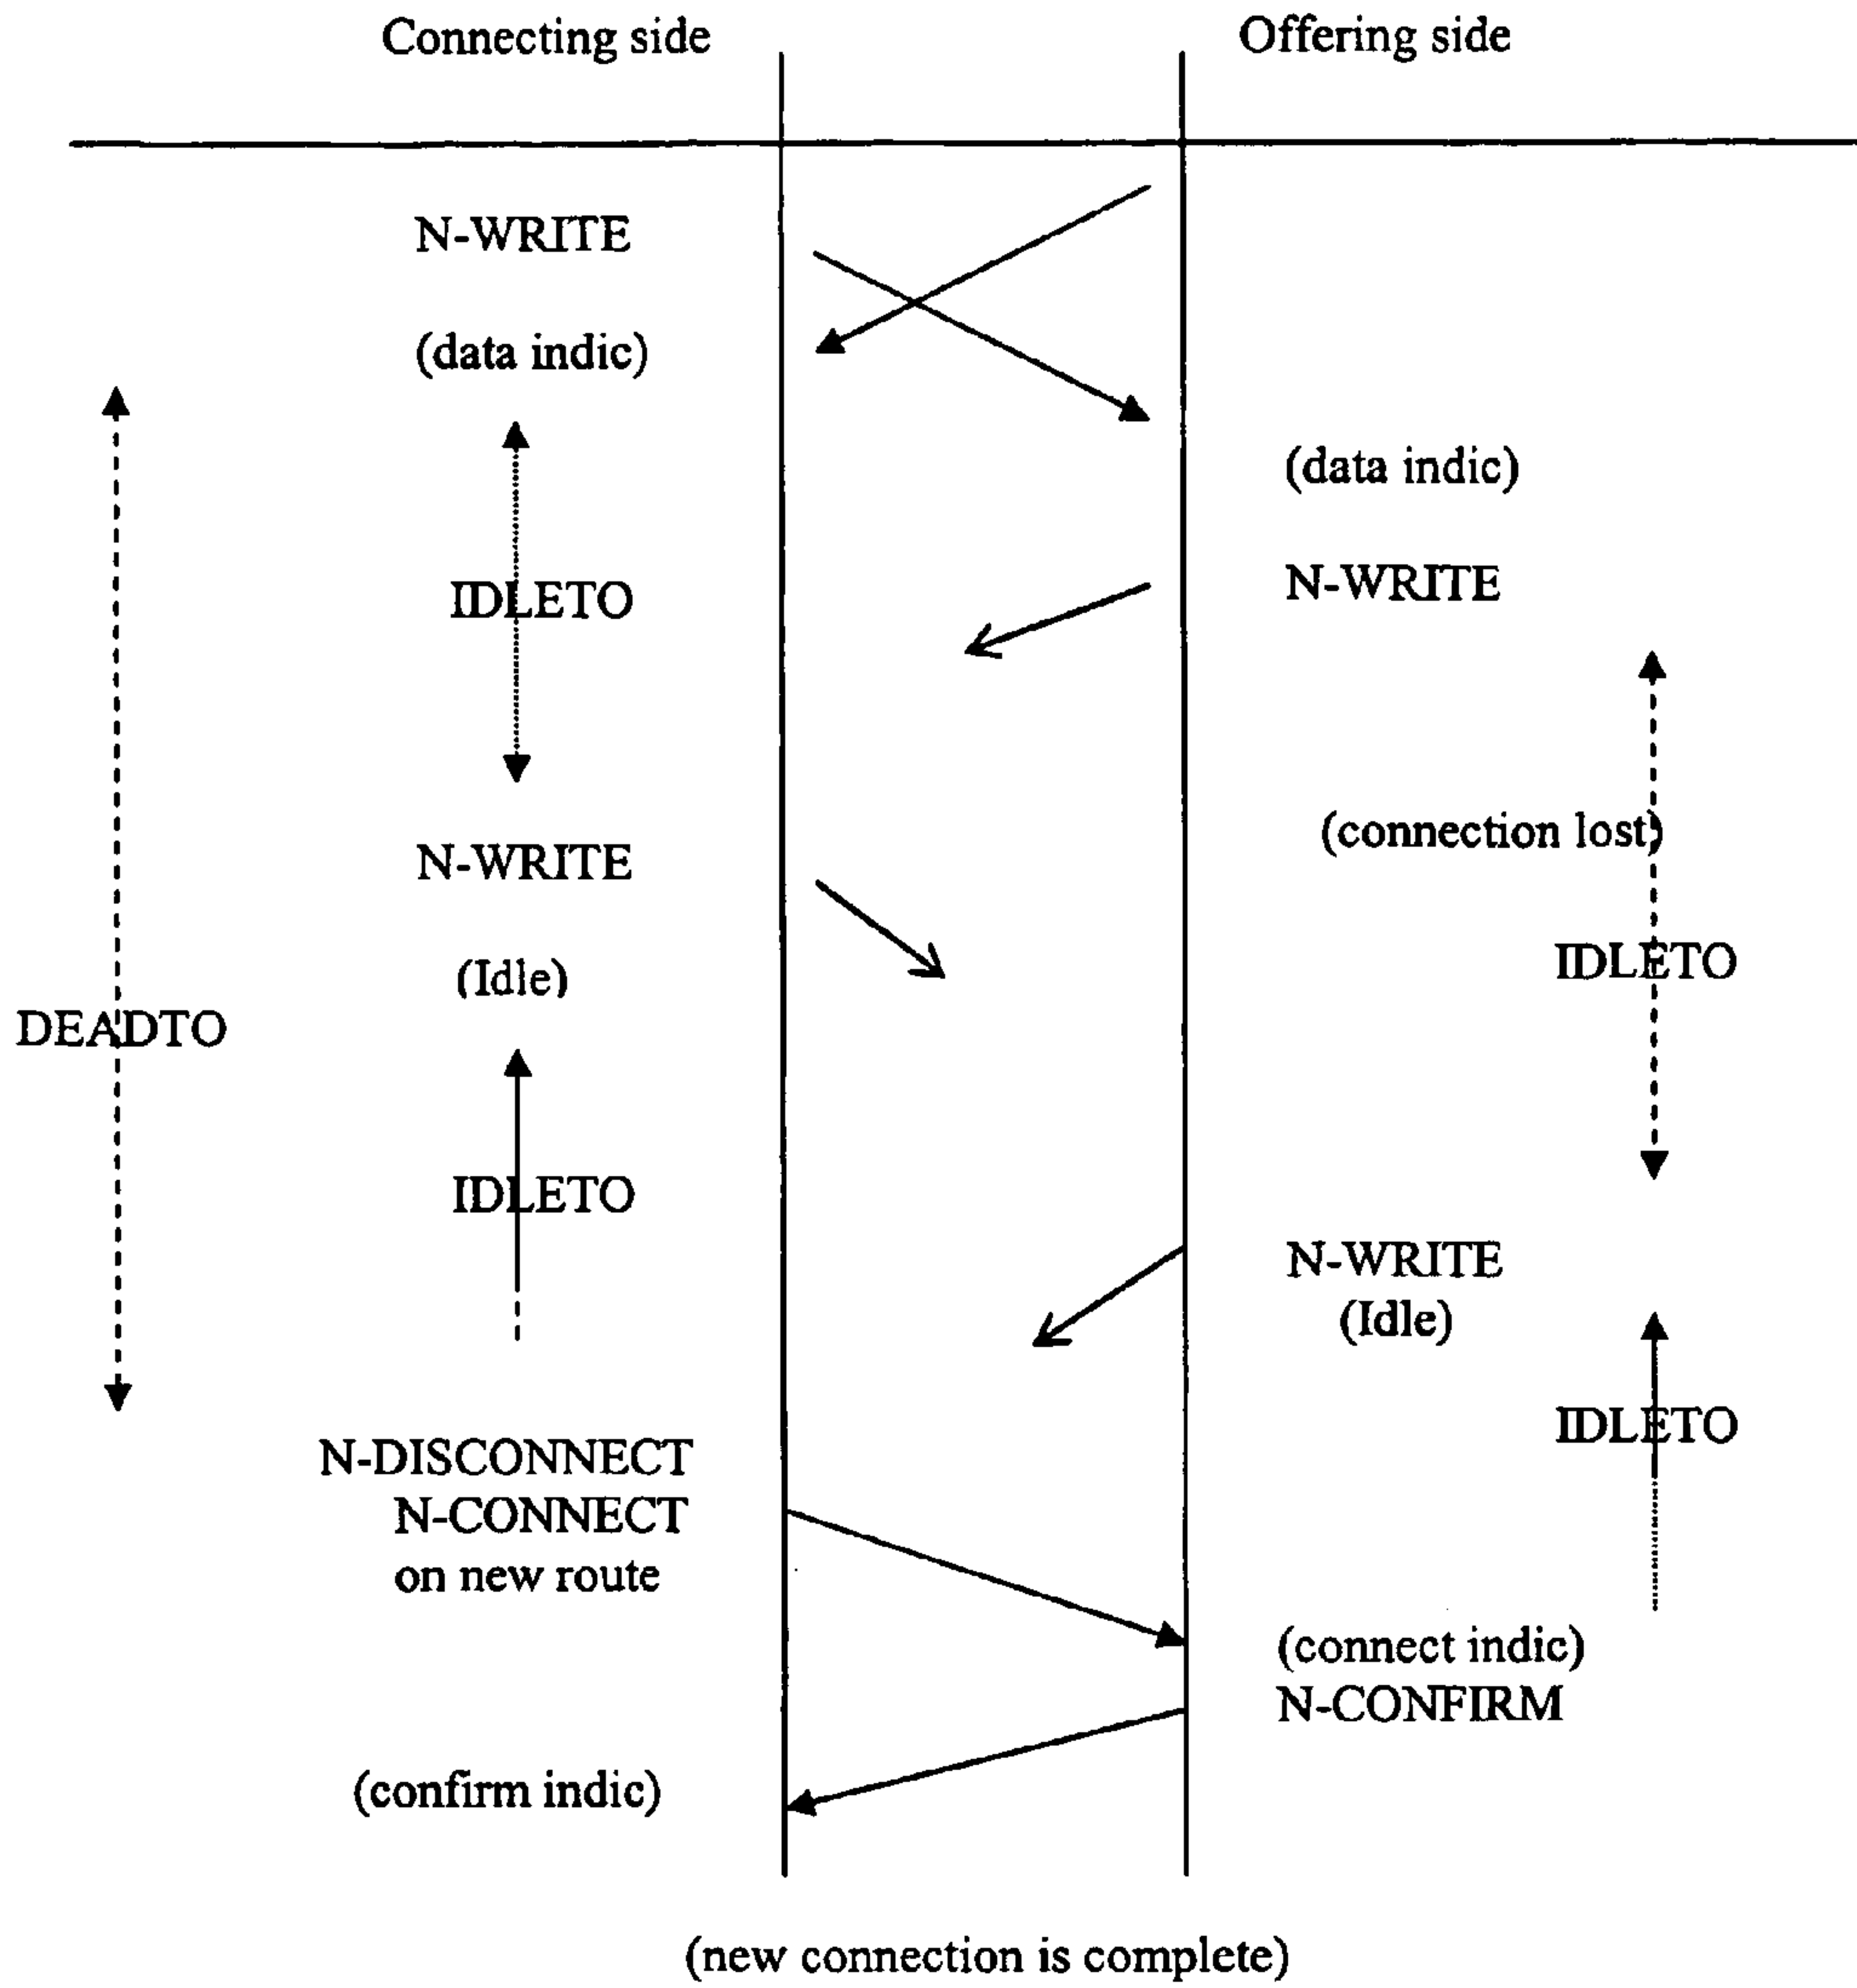 Connecting side
Offering side
N-WRITE
(data indic)
(data indic)
IDLETO
N-WRITE
(connection lost)
N-WRITE
(Idle)
IDLETO
DEADTO
IDLETO
N-WRITE
(Idle)
IDLETO
N-DISCONNECT
N-CONNECT
on new route
(connect indic)
N-CONFIRM
(confirm indic)
(new connection is complete)